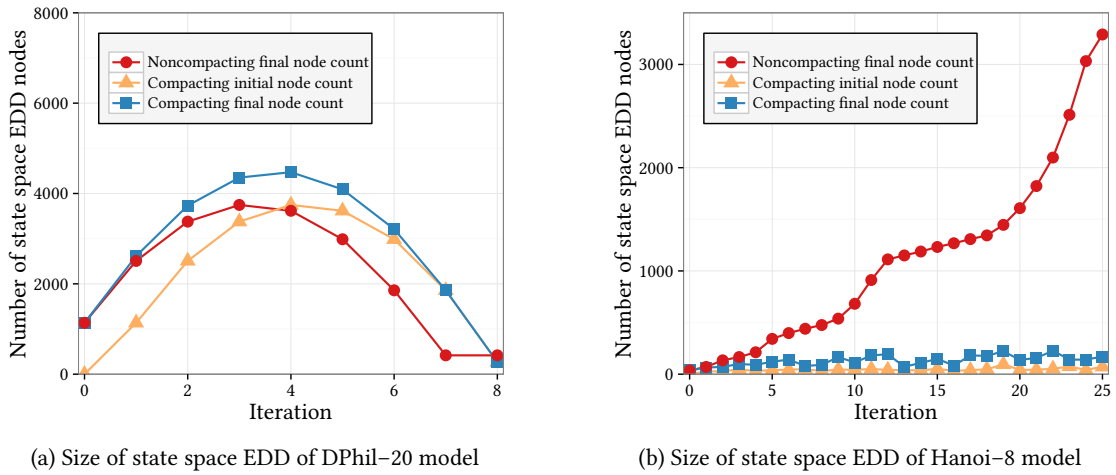 Number of state space EDD nodes
8000
6000
4000
2000
0
Noncompacting final node count
Compacting initial node count
Compacting final node count
0 2 4 6 8
Iteration
(a) Size of state space EDD of DPhil–20 model
Number of state space EDD nodes
3000
2000
1000
0
Noncompacting final node count
Compacting initial node count
Compacting final node count
0 5 10 15 20 25
Iteration
(b) Size of state space EDD of Hanoi–8 model